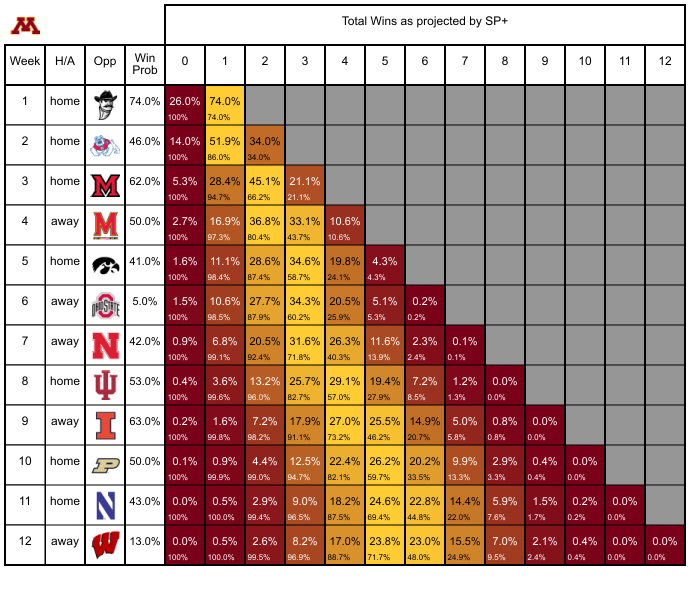 M
Total Wins as projected by SP+
Week H/A Opp Win Prob 0 1 2 3 4 5 6 7 8 9 10 11 12
1 home 74.0% 26.0% 74.0%
100% 74.0%
2 home 46.0% 14.0% 51.9% 34.0%
100% 86.0% 34.0%
3 home M 62.0% 5.3% 28.4% 45.1% 21.1%
100% 94.7% 66.2% 21.1%
4 away M 50.0% 2.7% 16.9% 36.8% 33.1% 10.6%
100% 97.3% 80.4% 43.7% 10.6%
5 home 41.0% 1.6% 11.1% 28.6% 34.6% 19.8% 4.3%
100% 98.4% 87.4% 58.7% 24.1% 4.3%
6 away OHIO STATE 5.0% 1.5% 10.6% 27.7% 34.3% 20.5% 5.1% 0.2%
100% 98.5% 87.9% 60.2% 25.9% 5.3% 0.2%
7 away N 42.0% 0.9% 6.8% 20.5% 31.6% 26.3% 11.6% 2.3% 0.1%
100% 99.1% 92.4% 71.8% 40.3% 13.9% 2.4% 0.1%
8 home IU 53.0% 0.4% 3.6% 13.2% 25.7% 29.1% 19.4% 7.2% 1.2% 0.0%
100% 99.6% 96.0% 82.7% 57.0% 27.9% 8.5% 1.3% 0.0%
9 away I 63.0% 0.2% 1.6% 7.2% 17.9% 27.0% 25.5% 14.9% 5.0% 0.8% 0.0%
100% 99.8% 98.2% 91.1% 73.2% 46.2% 20.7% 5.8% 0.8% 0.0%
10 home P 50.0% 0.1% 0.9% 4.4% 12.5% 22.4% 26.2% 20.2% 9.9% 2.9% 0.4% 0.0%
100% 99.9% 99.0% 94.7% 82.1% 59.7% 33.5% 13.3% 3.3% 0.4% 0.0%
11 home N 43.0% 0.0% 0.5% 2.9% 9.0% 18.2% 24.6% 22.8% 14.4% 5.9% 1.5% 0.2% 0.0%
100% 100.0% 99.4% 96.5% 87.5% 69.4% 44.8% 22.0% 7.6% 1.7% 0.2% 0.0%
12 away W 13.0% 0.0% 0.5% 2.6% 8.2% 17.0% 23.8% 23.0% 15.5% 7.0% 2.1% 0.4% 0.0% 0.0%
100% 100.0% 99.5% 96.9% 88.7% 71.7% 48.0% 24.9% 9.5% 2.4% 0.4% 0.0% 0.0%